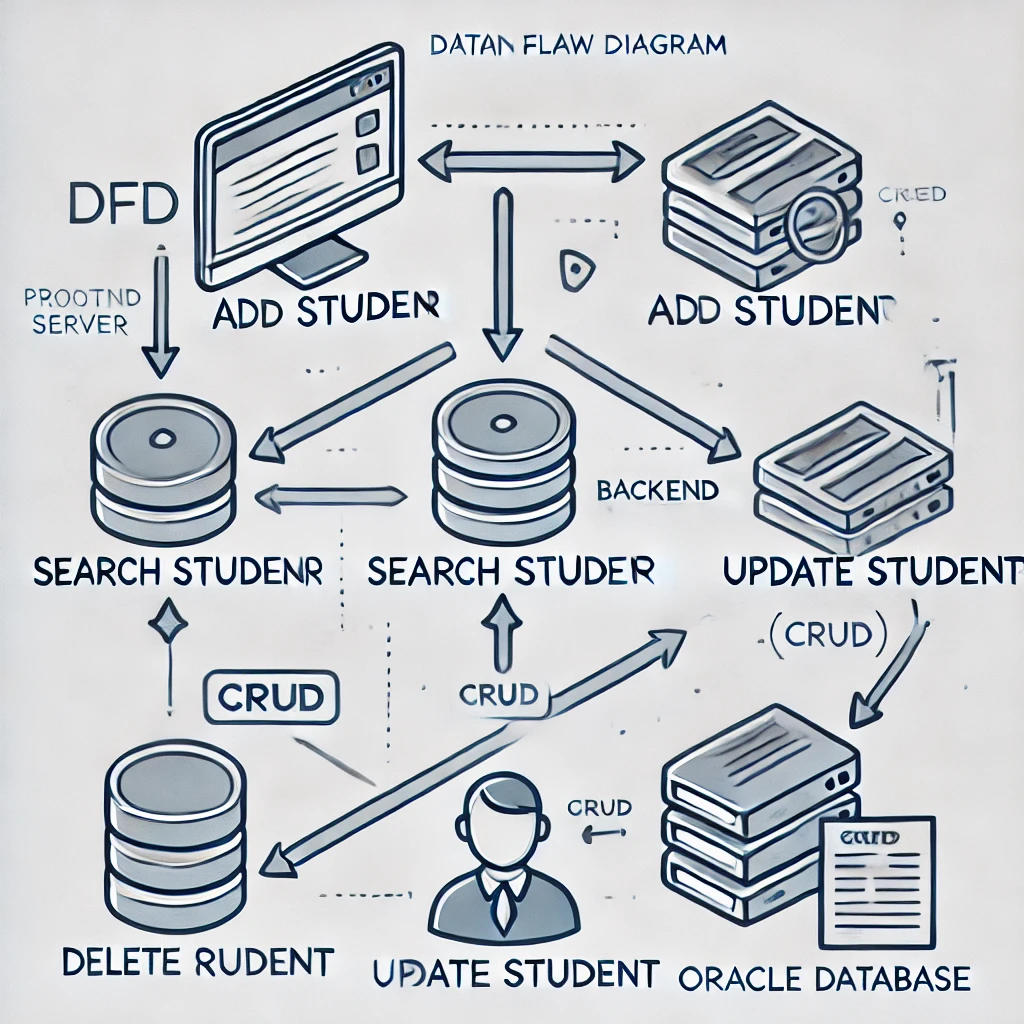 DATAN FLAW DIAGRAM
DFD
PROOTND
SERVER
ADD STUDENR
ADD STUDENT
BACKEND
SEARCH STUDENR
SEARCH STUDER
UPDATE STUDENT
(CRUD)
CRUD
CRUD
CRUD
DELETE RUDENT
UPDATE STUDENT
ORACLE DATABASE